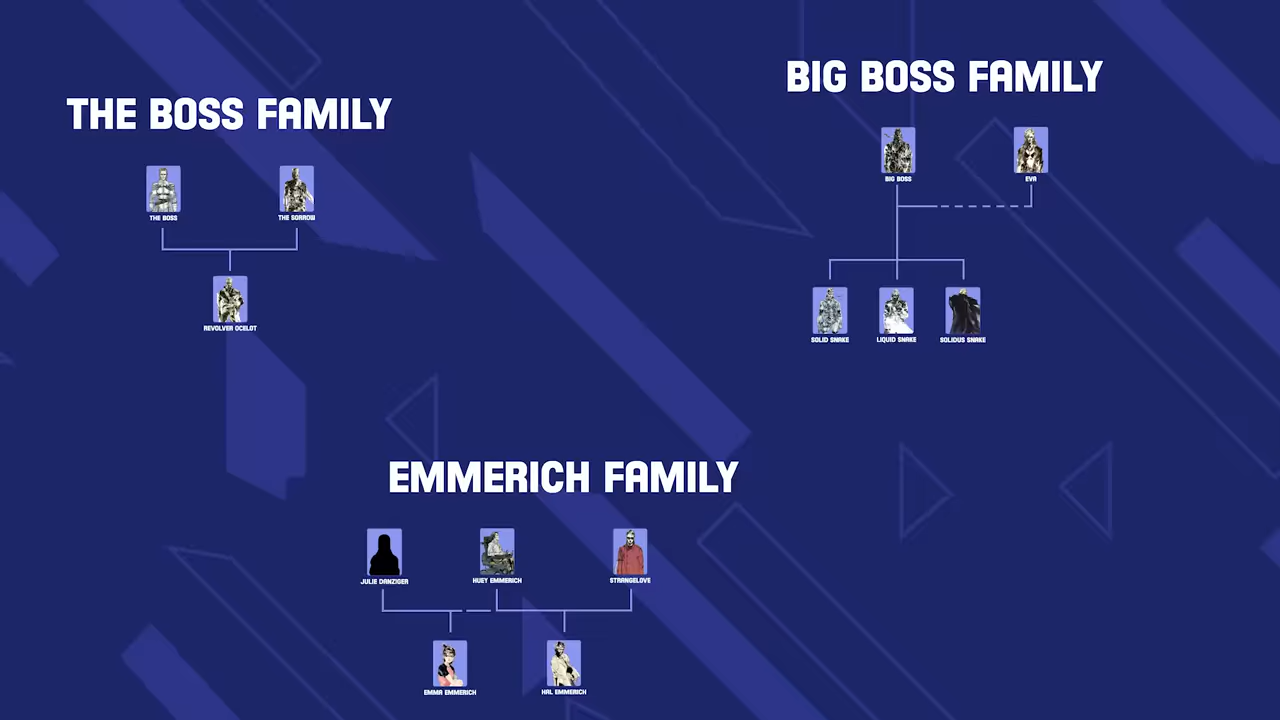 THE BOSS FAMILY
THE BOSS
THE SORROW
REVOLVER OCELOT
BIG BOSS FAMILY
BIG BOSS
EVA
SOLID SNAKE
LIQUID SNAKE
SOLIDUS SNAKE
EMMERICH FAMILY
JULIE DANZIGER
HUEY EMMERICH
STRANGELOVE
EMMA EMMERICH
HAL EMMERICH